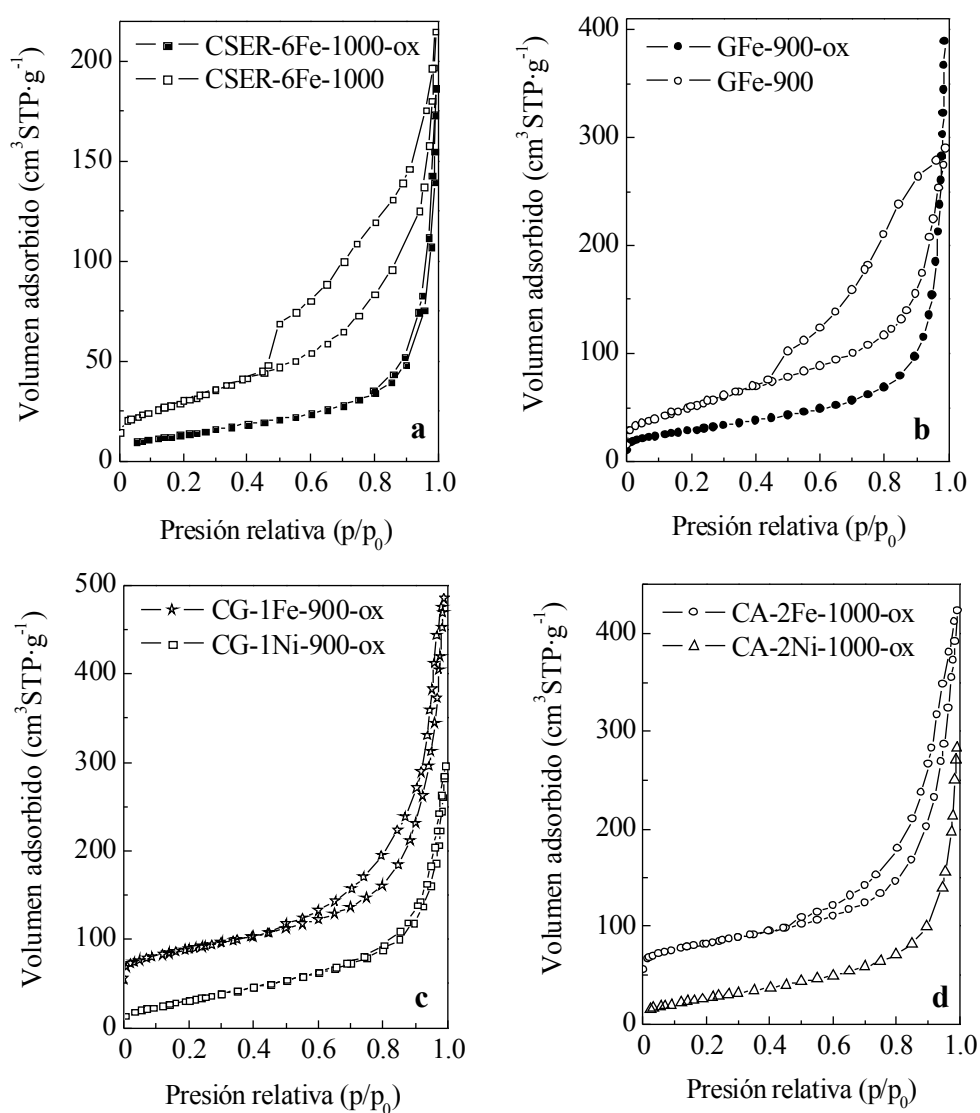 CSER-6Fe-1000-ox
CSER-6Fe-1000
Volumen adsorbido (cm³STP·g⁻¹)
200
150
100
50
0
a
0 0.2 0.4 0.6 0.8 1.0
Presión relativa (p/p₀)
GFe-900-ox
GFe-900
Volumen adsorbido (cm³STP·g⁻¹)
400
300
200
100
0
b
0 0.2 0.4 0.6 0.8 1.0
Presión relativa (p/p₀)
CG-1Fe-900-ox
CG-1Ni-900-ox
Volumen adsorbido (cm³STP·g⁻¹)
500
400
300
200
100
0
c
0 0.2 0.4 0.6 0.8 1.0
Presión relativa (p/p₀)
CA-2Fe-1000-ox
CA-2Ni-1000-ox
Volumen adsorbido (cm³STP·g⁻¹)
400
300
200
100
0
d
0 0.2 0.4 0.6 0.8 1.0
Presión relativa (p/p₀)